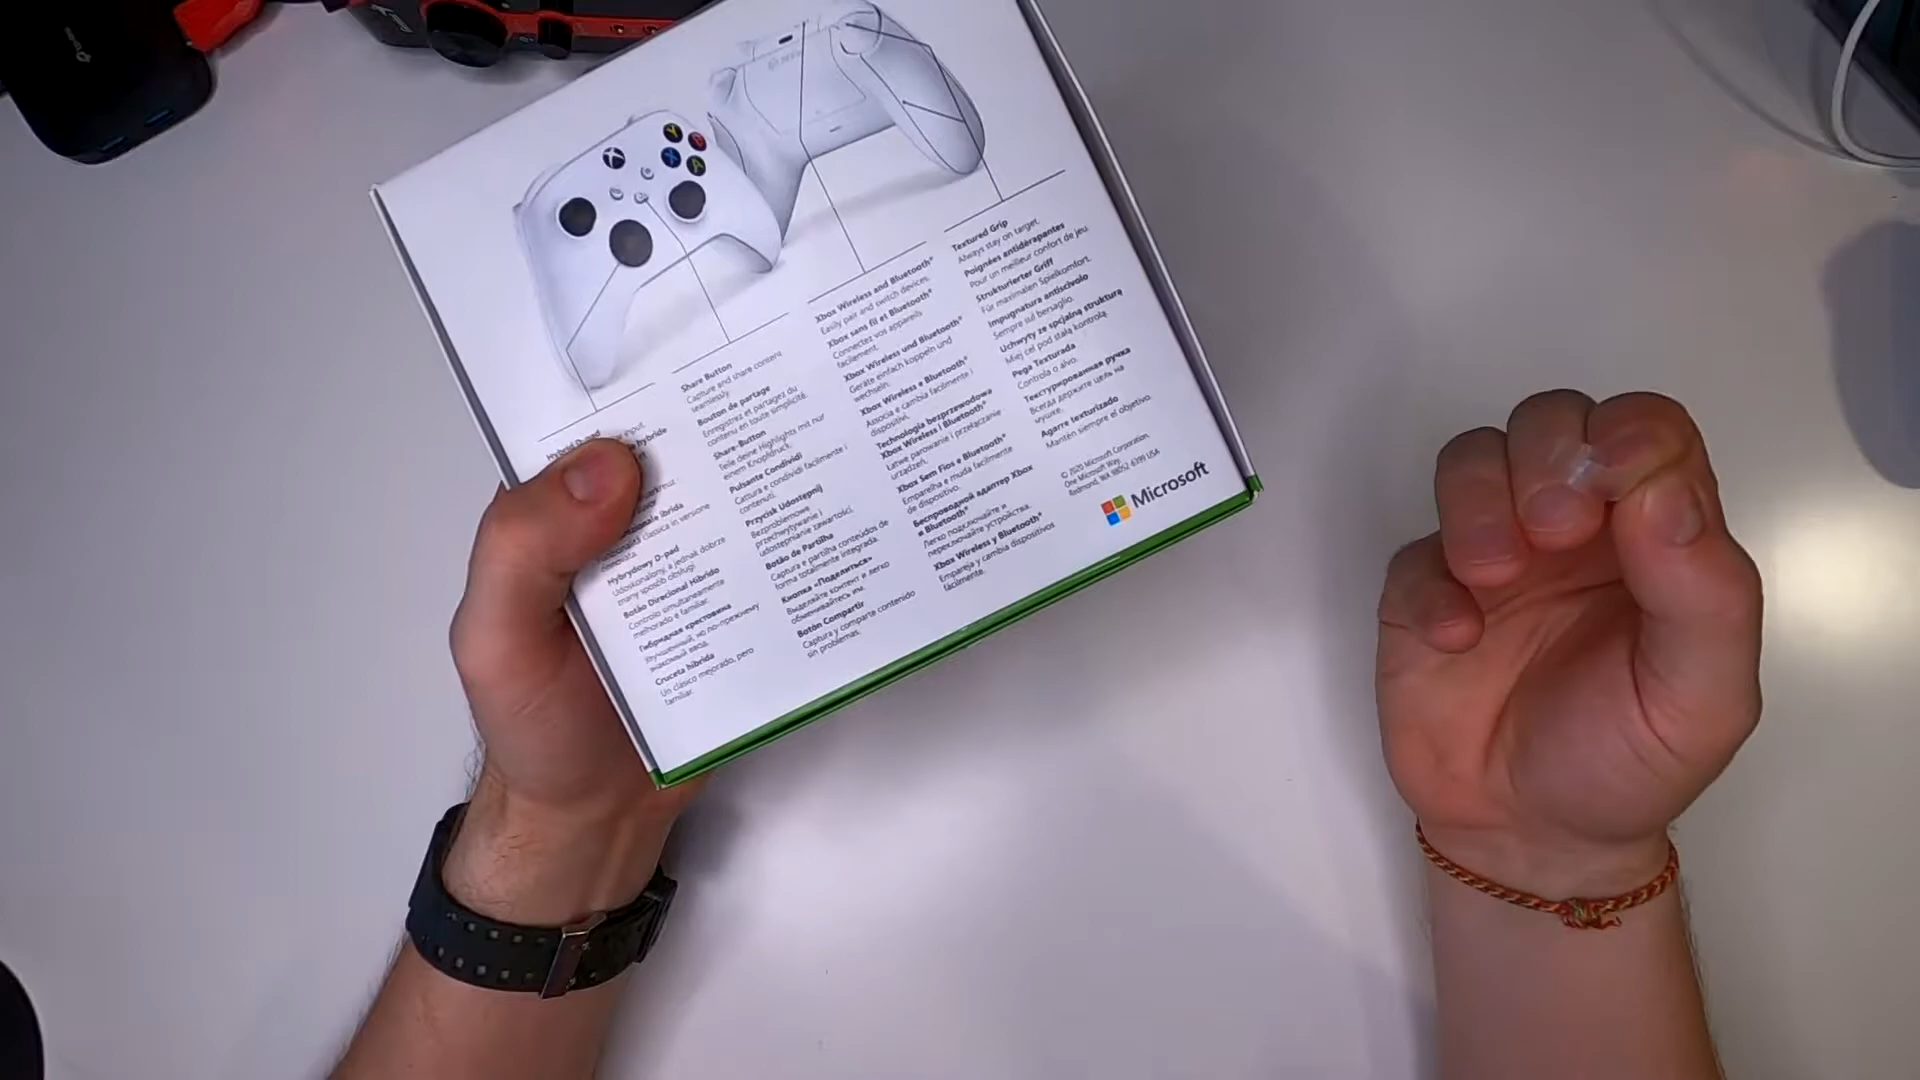 Y
B
X
A
Hybrid D-pad
input.
hybride
Hybrydowy D-pad
Udoskonalony, a jednak dobrze
znany sposób obsługi.
Botão Direcional Híbrido
Controlo simultaneamente
melhorado e familiar.
Гибридная крестовина
Улучшенный, но по-прежнему
знакомый ввод.
Cruceta híbrida
Un clásico mejorado, pero
familiar.
Share Button
Capture and share content
seamlessly.
Bouton de partage
Enregistrez et partagez du
contenu en toute simplicité.
Share-Button
Teile deine Highlights mit nur
einem Knopfdruck.
Pulsante Condividi
Cattura e condividi facilmente i
contenuti.
Przycisk Udostępnij
Bezproblemowe
przechwytywanie i
udostępnianie zawartości.
Botão de Partilha
Captura e partilha conteúdos de
forma totalmente integrada.
Кнопка «Поделиться»
Выделяйте контент и легко
обменивайтесь им.
Botón Compartir
Captura y comparte contenido
sin problemas.
Xbox Wireless and Bluetooth®
Easily pair and switch devices.
Xbox sans fil et Bluetooth®
Connectez vos appareils
facilement.
Xbox Wireless und Bluetooth®
Geräte einfach koppeln und
wechseln.
Xbox Wireless e Bluetooth®
Associa e cambia facilmente i
dispositivi.
Technologia bezprzewodowa
Xbox Wireless i Bluetooth®
Łatwe parowanie i przełączanie
urządzeń.
Xbox Sem Fios e Bluetooth®
Emparelha e muda facilmente
de dispositivo.
Беспроводной адаптер Xbox
и Bluetooth®
Легко подключайте и
переключайте устройства.
Xbox Wireless y Bluetooth®
Empareja y cambia dispositivos
fácilmente.
Textured Grip
Always stay on target.
Poignées antidérapantes
Pour un meilleur confort de jeu.
Strukturierter Griff
Für maximalen Spielkomfort.
Impugnatura antiscivolo
Sempre sul bersaglio.
Uchwyty ze specjalną strukturą
Miej cel pod stałą kontrolą.
Pega Texturada
Controla o alvo.
Текстурированная ручка
Всегда держите цель на
мушке.
Agarre texturizado
Mantén siempre el objetivo.
© 2020 Microsoft Corporation.
One Microsoft Way,
Redmond, WA 98052-6399 USA
Microsoft